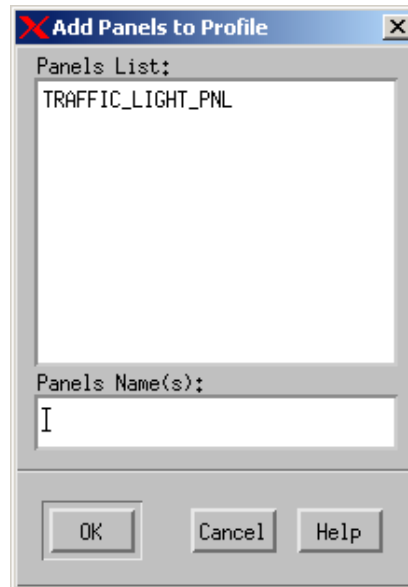 Add Panels to Profile
Panels List:
TRAFFIC_LIGHT_PNL
Panels Name(s):
OK
Cancel
Help